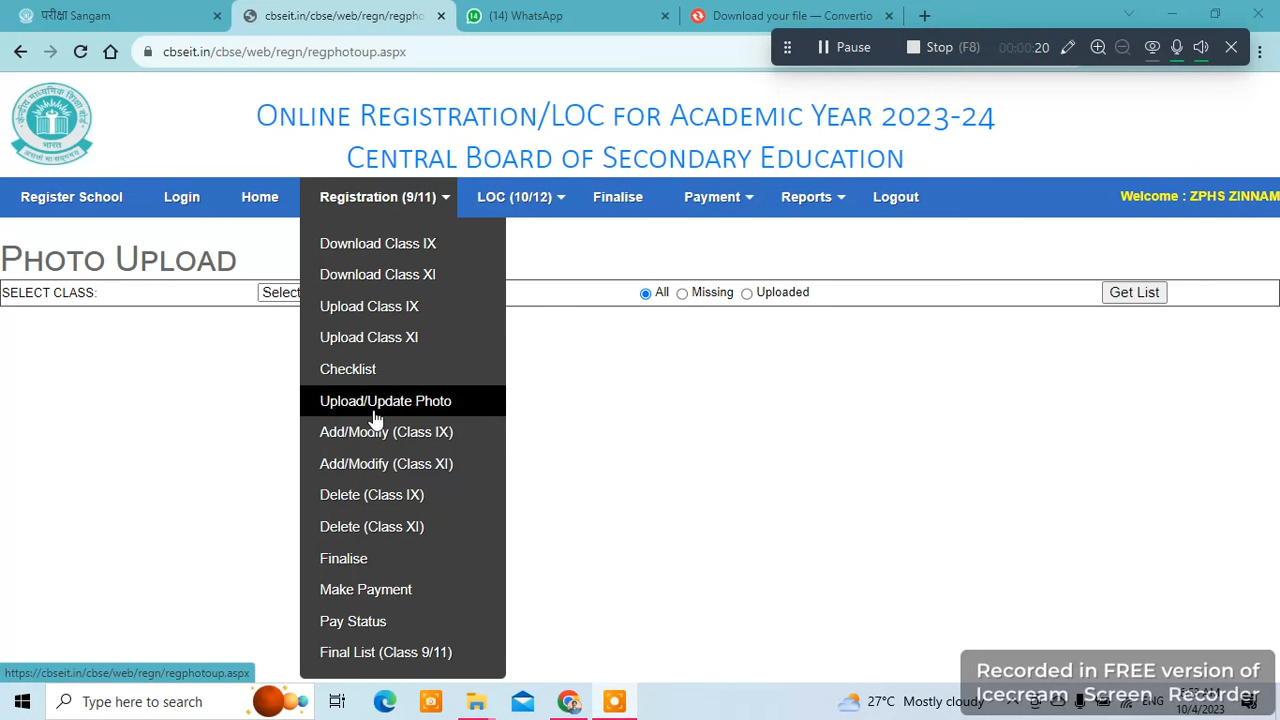 परीक्षा Sangam
cbseit.in/cbse/web/regn/regpho
(14) WhatsApp
Download your file — Convertio
cbseit.in/cbse/web/regn/regphotoup.aspx
Pause
Stop (F8)
00:00:20
Online Registration/LOC for Academic Year 2023-24
Central Board of Secondary Education
Register School
Login
Home
Registration (9/11)
LOC (10/12)
Finalise
Payment
Reports
Logout
Welcome : ZPHS ZINNAM
Photo Upload
SELECT CLASS:
Select
All
Missing
Uploaded
Get List
Download Class IX
Download Class XI
Upload Class IX
Upload Class XI
Checklist
Upload/Update Photo
Add/Modify (Class IX)
Add/Modify (Class XI)
Delete (Class IX)
Delete (Class XI)
Finalise
Make Payment
Pay Status
Final List (Class 9/11)
https://cbseit.in/cbse/web/regn/regphotoup.aspx
Recorded in FREE version of
Icecream Screen Recorder
Type here to search
27°C Mostly cloudy
ENG
10/4/2023